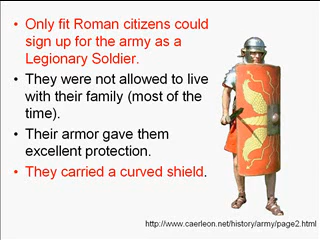 • Only fit Roman citizens could
sign up for the army as a
Legionary Soldier.
• They were not allowed to live
with their family (most of the
time).
• Their armor gave them
excellent protection.
• They carried a curved shield.
http://www.caerleon.net/history/army/page2.html